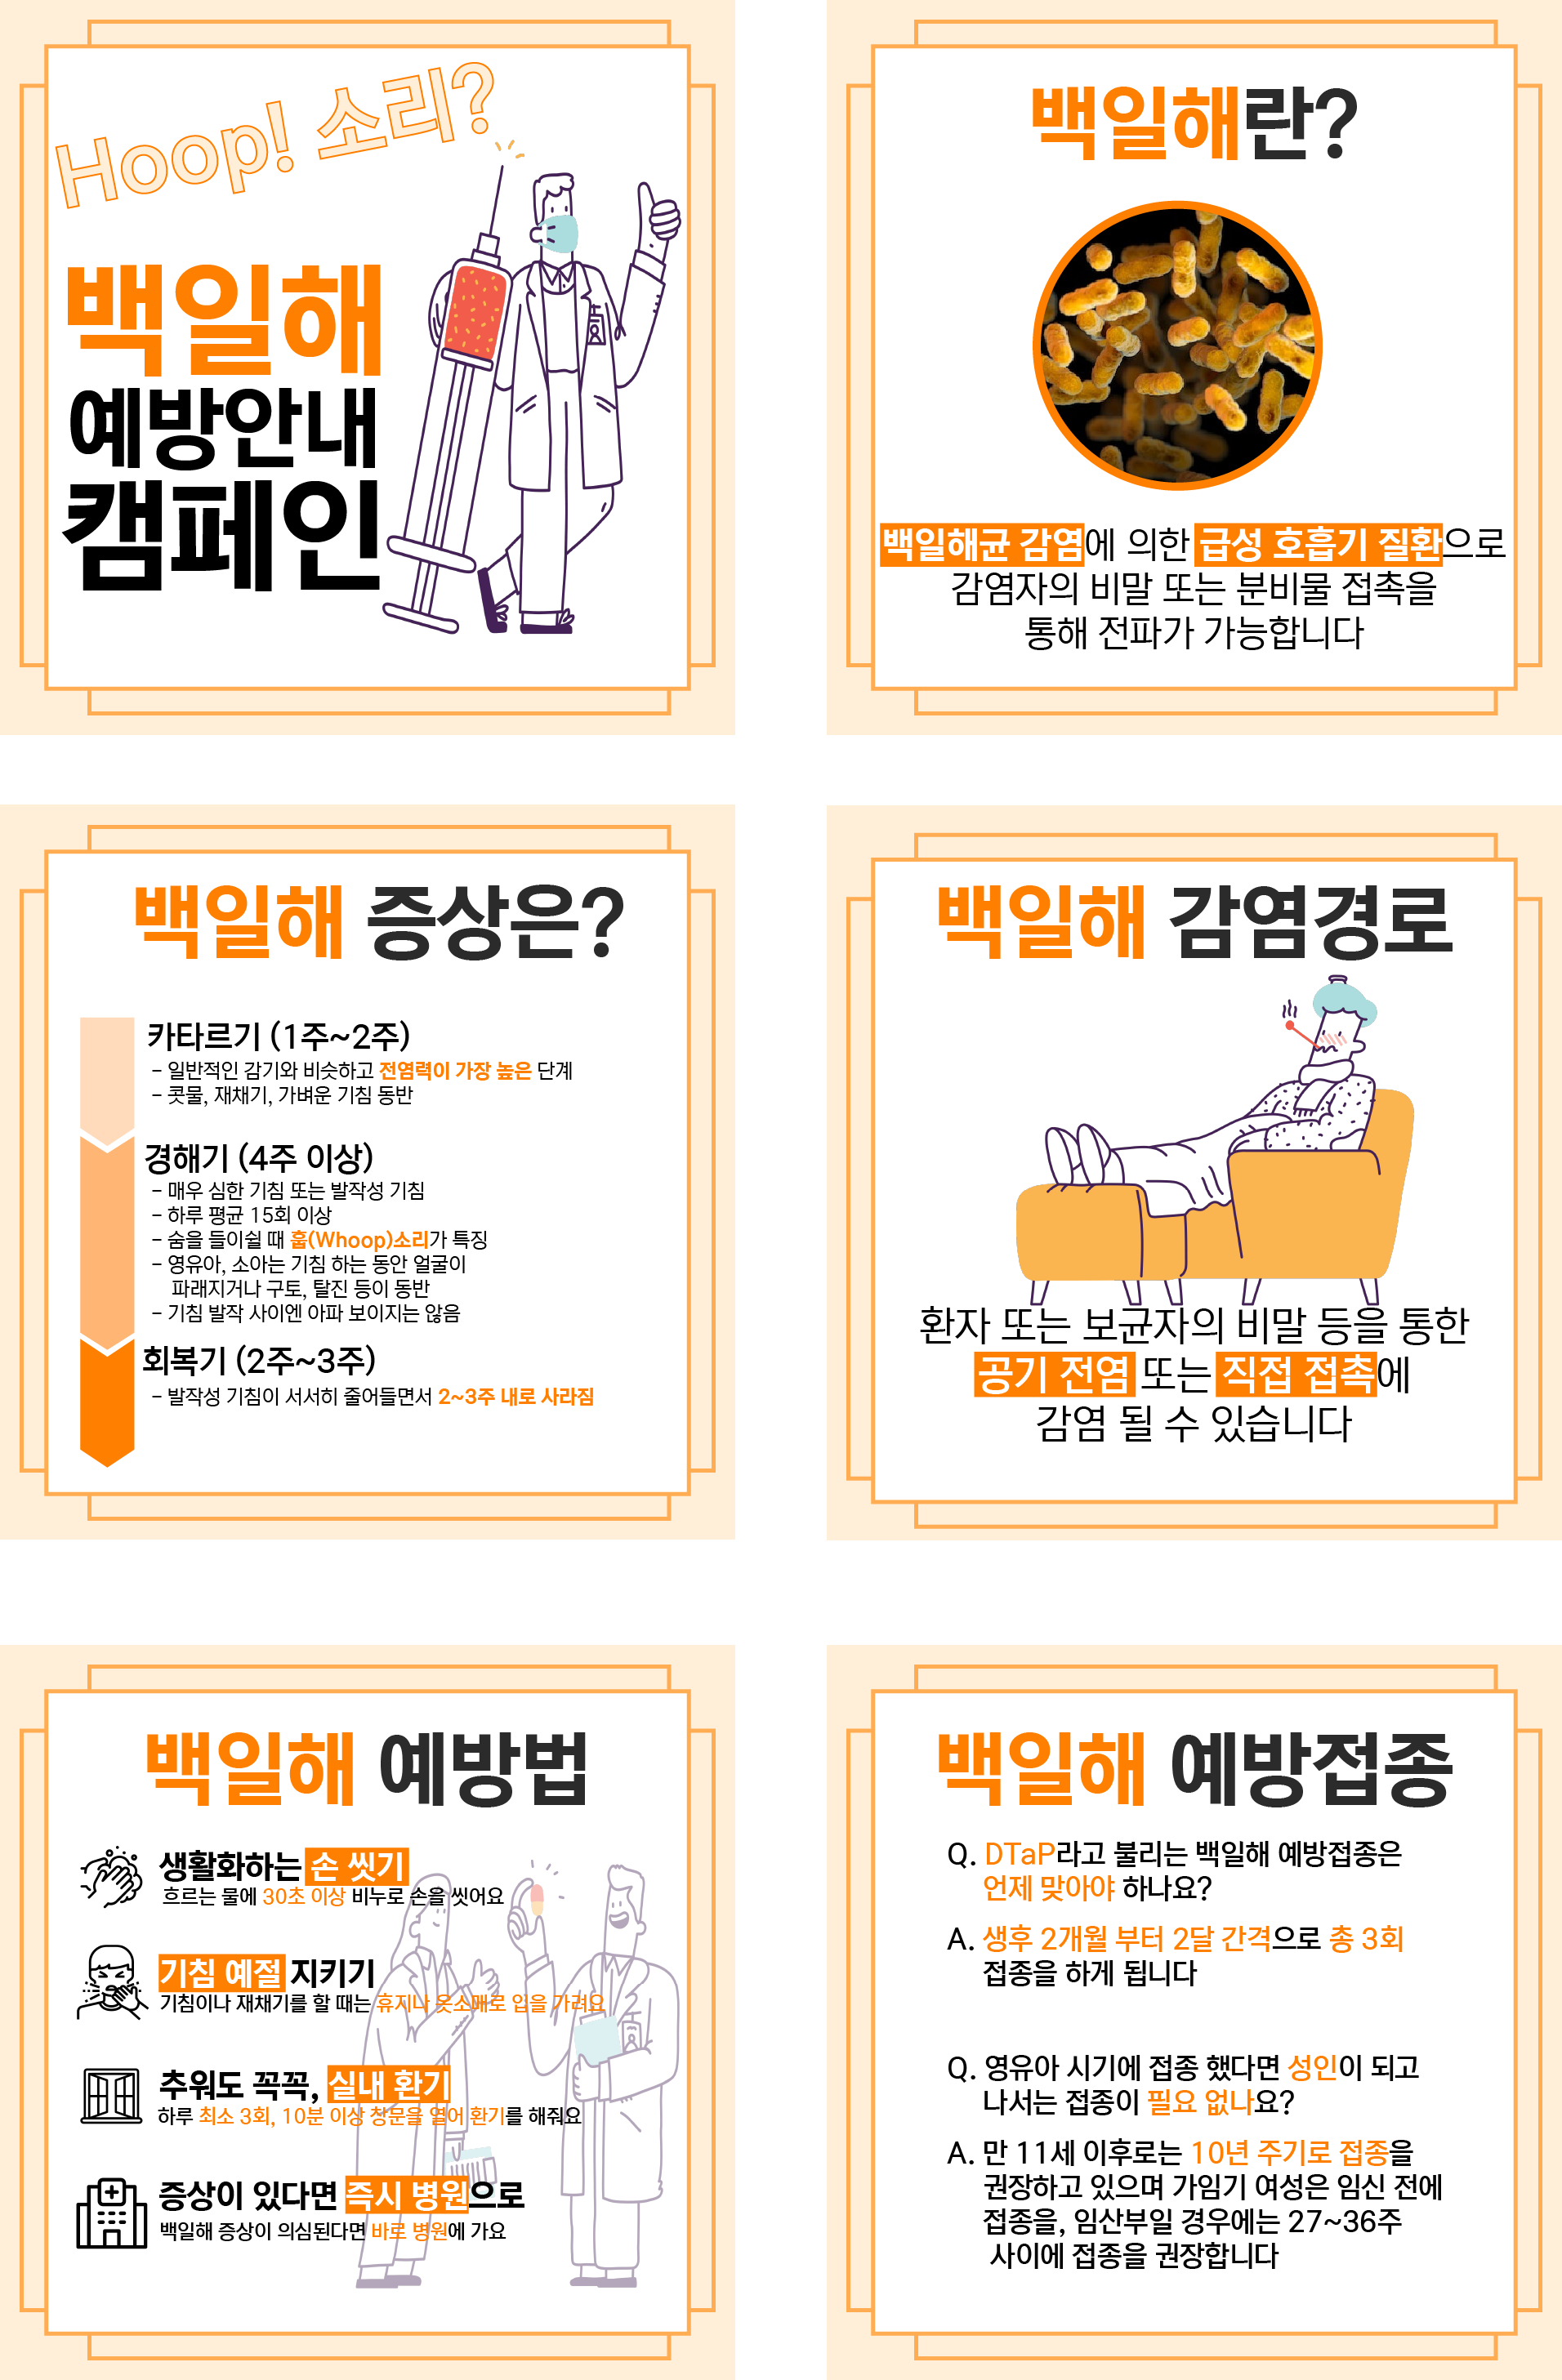 Hoop! 소리?
백일해
예방안내
캠페인
백일해란?
백일해균 감염에 의한 급성 호흡기 질환으로
감염자의 비말 또는 분비물 접촉을
통해 전파가 가능합니다
백일해 증상은?
카타르기 (1주~2주)
- 일반적인 감기와 비슷하고 전염력이 가장 높은 단계
- 콧물, 재채기, 가벼운 기침 동반
경해기 (4주 이상)
- 매우 심한 기침 또는 발작성 기침
- 하루 평균 15회 이상
- 숨을 들이쉴 때 훕(Whoop)소리가 특징
- 영유아, 소아는 기침 하는 동안 얼굴이
파래지거나 구토, 탈진 등이 동반
- 기침 발작 사이엔 아파 보이지는 않음
회복기 (2주~3주)
- 발작성 기침이 서서히 줄어들면서 2~3주 내로 사라짐
백일해 감염경로
환자 또는 보균자의 비말 등을 통한
공기 전염 또는 직접 접촉에
감염 될 수 있습니다
백일해 예방법
생활화하는 손 씻기
흐르는 물에 30초 이상 비누로 손을 씻어요
기침 예절 지키기
기침이나 재채기를 할 때는 휴지나 옷소매로 입을 가려요
추워도 꼭꼭, 실내 환기
하루 최소 3회, 10분 이상 창문을 열어 환기를 해줘요
증상이 있다면 즉시 병원으로
백일해 증상이 의심된다면 바로 병원에 가요
백일해 예방접종
Q. DTaP라고 불리는 백일해 예방접종은
언제 맞아야 하나요?
A. 생후 2개월 부터 2달 간격으로 총 3회
접종을 하게 됩니다
Q. 영유아 시기에 접종 했다면 성인이 되고
나서는 접종이 필요 없나요?
A. 만 11세 이후로는 10년 주기로 접종을
권장하고 있으며 가임기 여성은 임신 전에
접종을, 임산부일 경우에는 27~36주
사이에 접종을 권장합니다